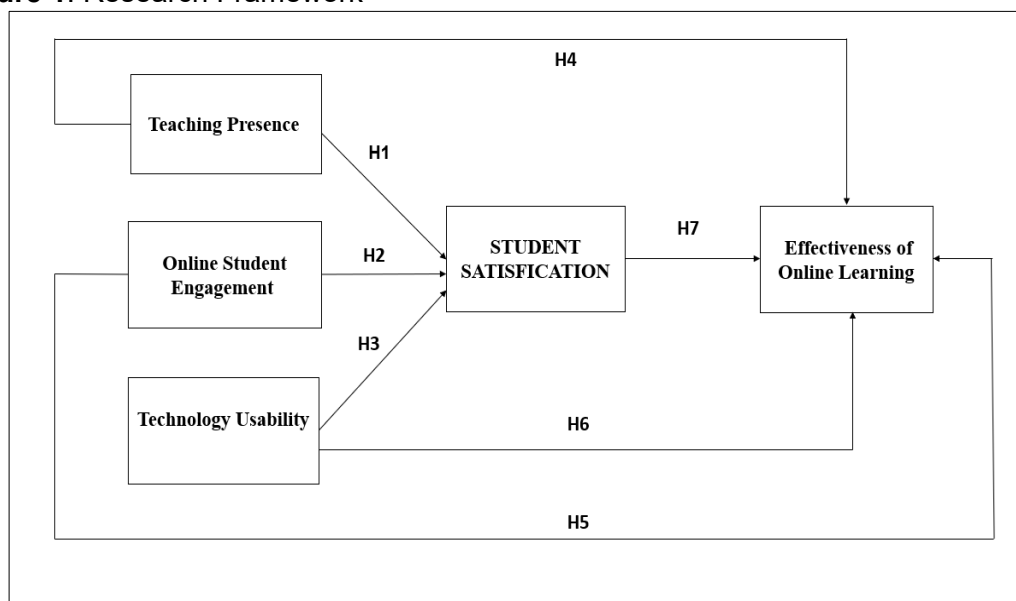 Research Framework
H4
Teaching Presence
H1
Online Student
Engagement
H2
STUDENT
SATISFICATION
H7
Effectiveness of
Online Learning
H3
Technology Usability
H6
H5